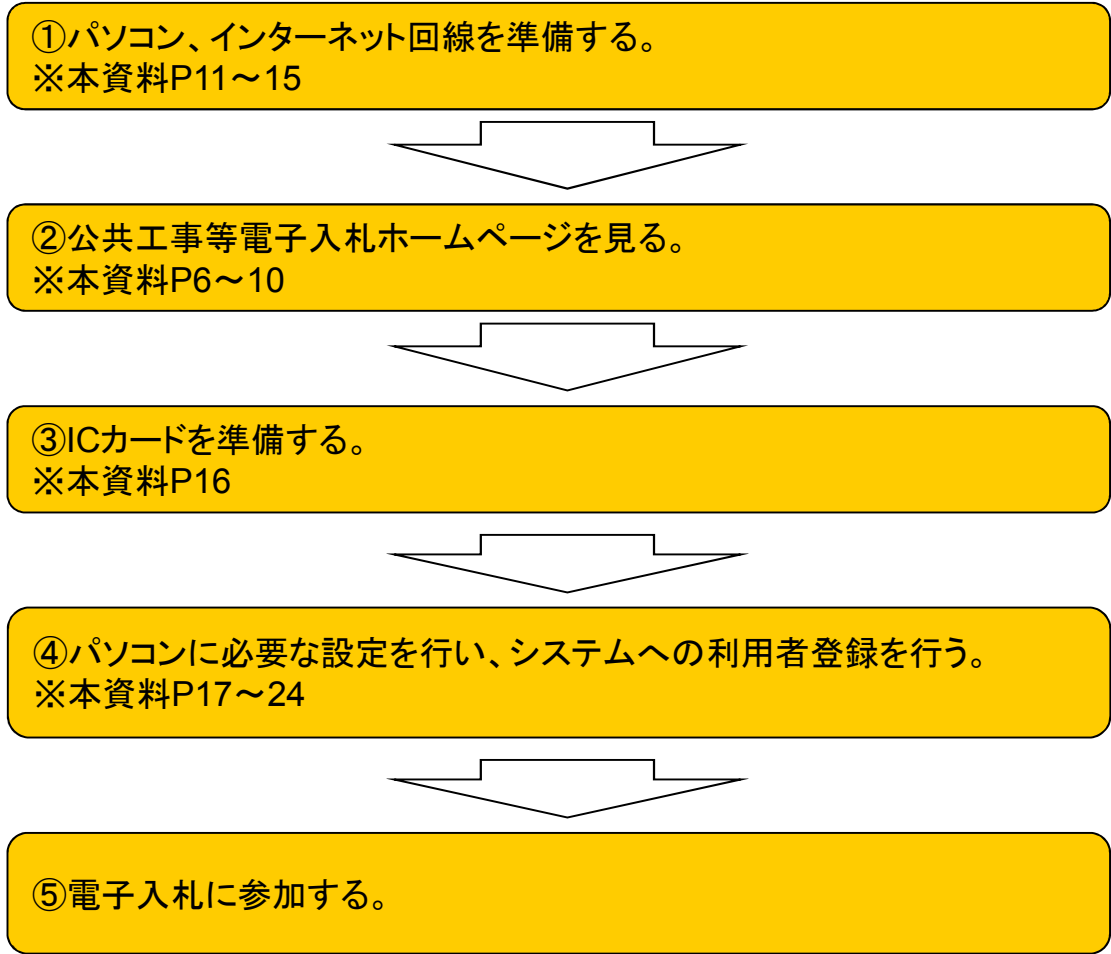 ①パソコン、インターネット回線を準備する。
※本資料P11～15
②公共工事等電子入札ホームページを見る。
※本資料P6～10
③ICカードを準備する。
※本資料P16
④パソコンに必要な設定を行い、システムへの利用者登録を行う。
※本資料P17～24
⑤電子入札に参加する。